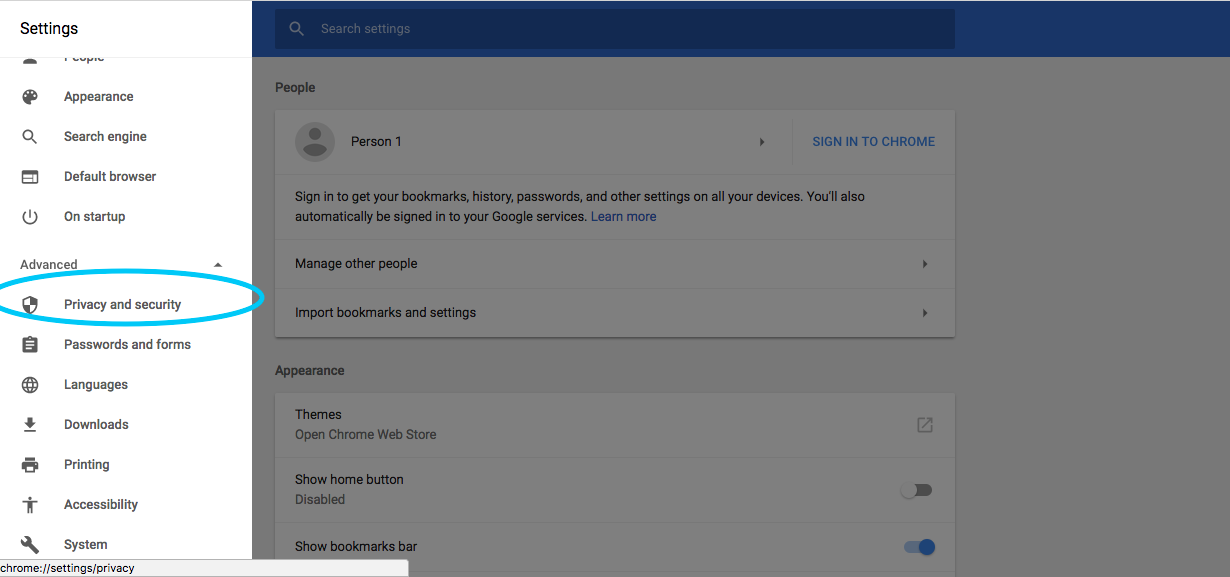 Settings
Search settings
People
Appearance
Search engine
Default browser
On startup
Advanced
Privacy and security
Passwords and forms
Languages
Downloads
Printing
Accessibility
System
chrome://settings/privacy
People
Person 1
SIGN IN TO CHROME
Sign in to get your bookmarks, history, passwords, and other settings on all your devices. You'll also
automatically be signed in to your Google services. Learn more
Manage other people
Import bookmarks and settings
Appearance
Themes
Open Chrome Web Store
Show home button
Disabled
Show bookmarks bar